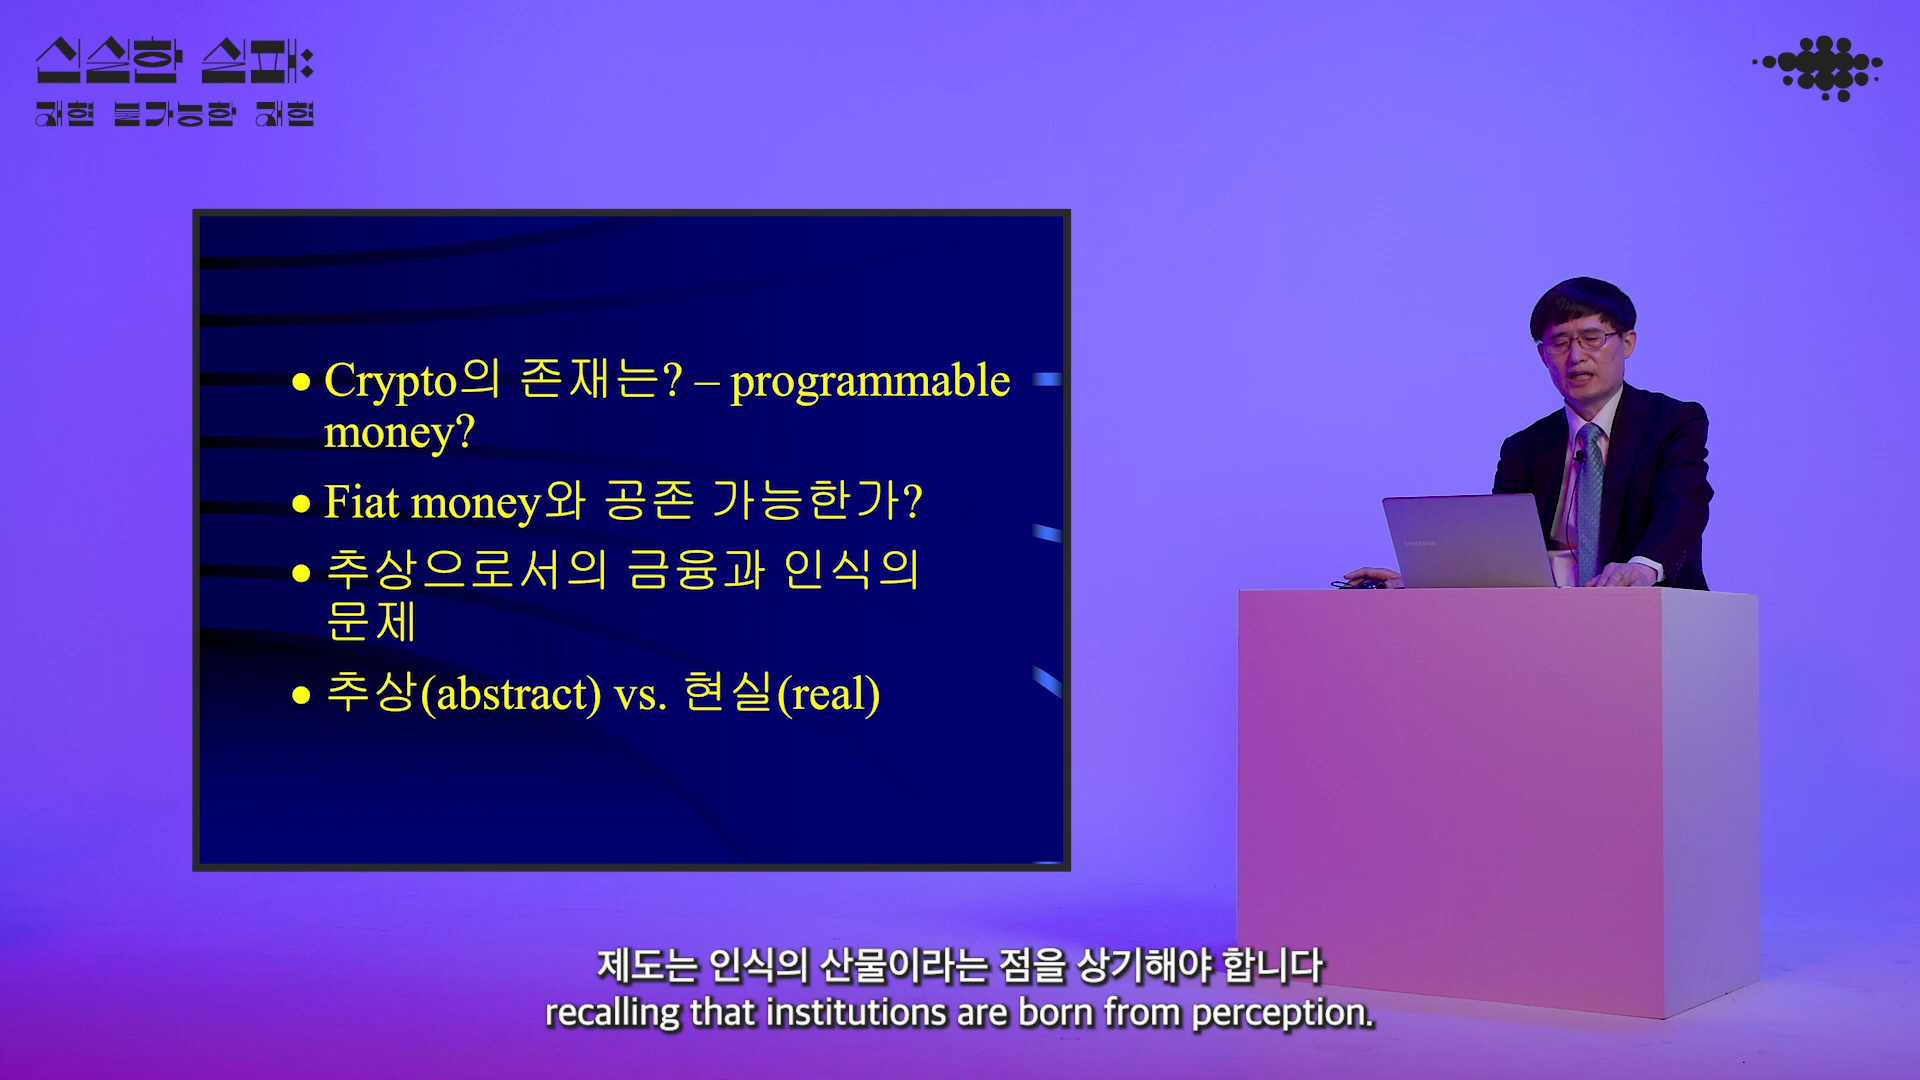 신실한 실패:
재현 불가능한 재현
• Crypto의 존재는? – programmable
money?
• Fiat money와 공존 가능한가?
• 추상으로서의 금융과 인식의
문제
• 추상(abstract) vs. 현실(real)
SAMSUNG
제도는 인식의 산물이라는 점을 상기해야 합니다
recalling that institutions are born from perception.